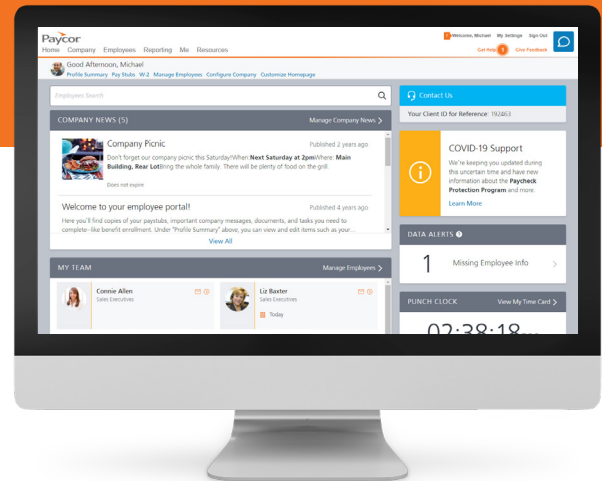 Paycor
Welcome, Michael My Settings Sign Out
Home Company Employees Reporting Me Resources
Get Help Give Feedback
Good Afternoon, Michael
Profile Summary Pay Stubs W-2 Manage Employees Configure Company Customize Homepage
Employees Search
COMPANY NEWS (5) Manage Company News >
Company Picnic Published 2 years ago
Don't forget our company picnic this Saturday!When:Next Saturday at 2pmWhere: Main
Building, Rear LotBring the whole family. There will be plenty of food on the grill.
Does not expire
Welcome to your employee portal! Published 4 years ago
Here you'll find copies of your paystubs, important company messages, documents, and tasks you need to
complete-like benefit enrollment. Under "Profile Summary" above, you can view and edit items such as your...
View All
MY TEAM Manage Employees >
Connie Allen
Sales Executives
Liz Baxter
Sales Executives
Today
Contact Us
Your Client ID for Reference: 192463
COVID-19 Support
We're keeping you updated during
this uncertain time and have new
information about the Paycheck
Protection Program and more.
Learn More
DATA ALERTS
1 Missing Employee Info >
PUNCH CLOCK View My Time Card >
02:38:18